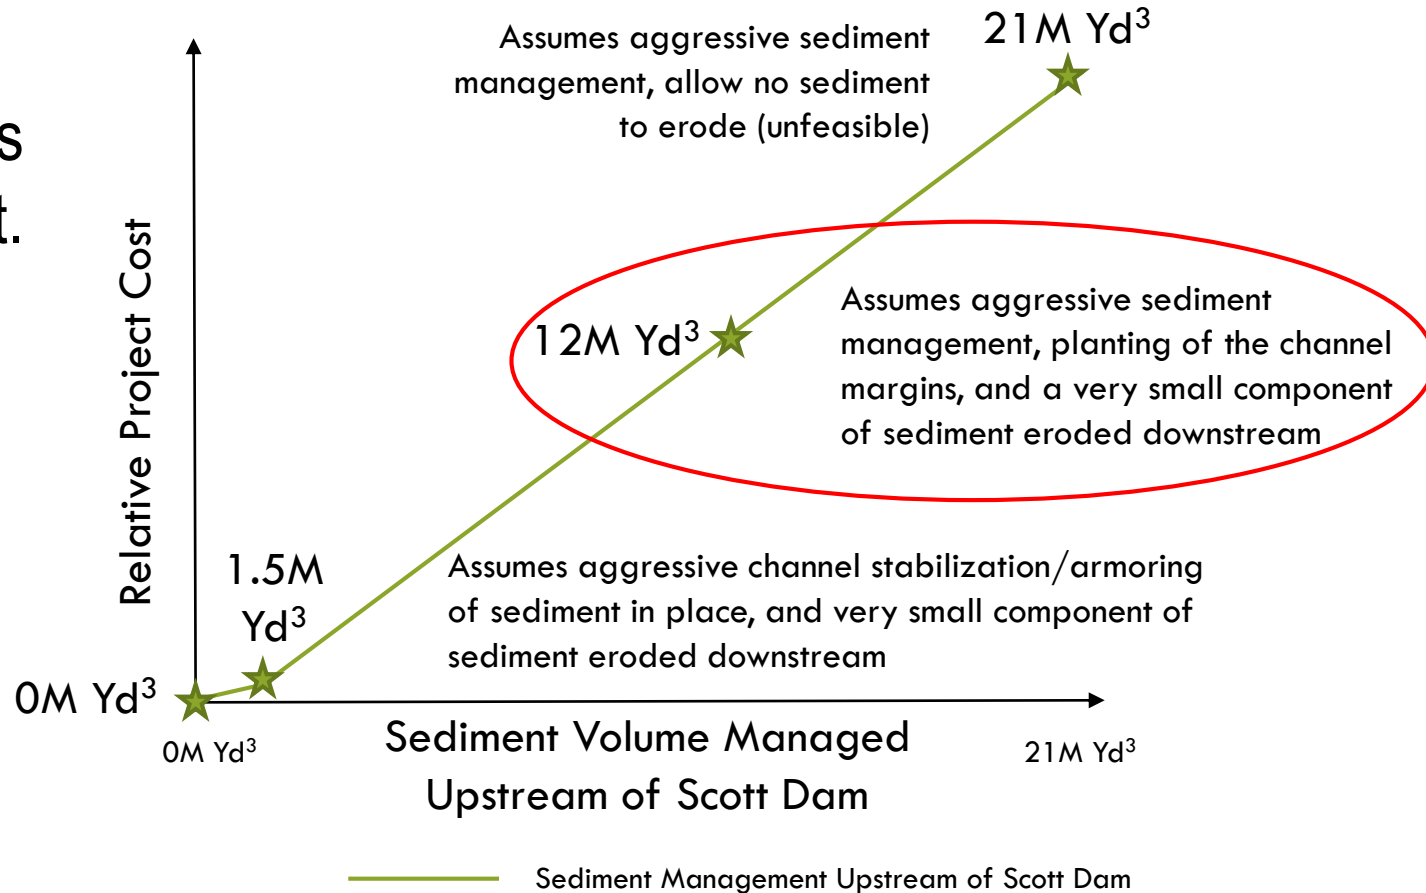 s
t.
Assumes aggressive sediment
management, allow no sediment
to erode (unfeasible)
21M Yd³
Relative Project Cost
12M Yd³
Assumes aggressive sediment
management, planting of the channel
margins, and a very small component
of sediment eroded downstream
1.5M
Yd³
Assumes aggressive channel stabilization/armoring
of sediment in place, and very small component of
sediment eroded downstream
0M Yd³
0M Yd³
Sediment Volume Managed
Upstream of Scott Dam
21M Yd³
Sediment Management Upstream of Scott Dam